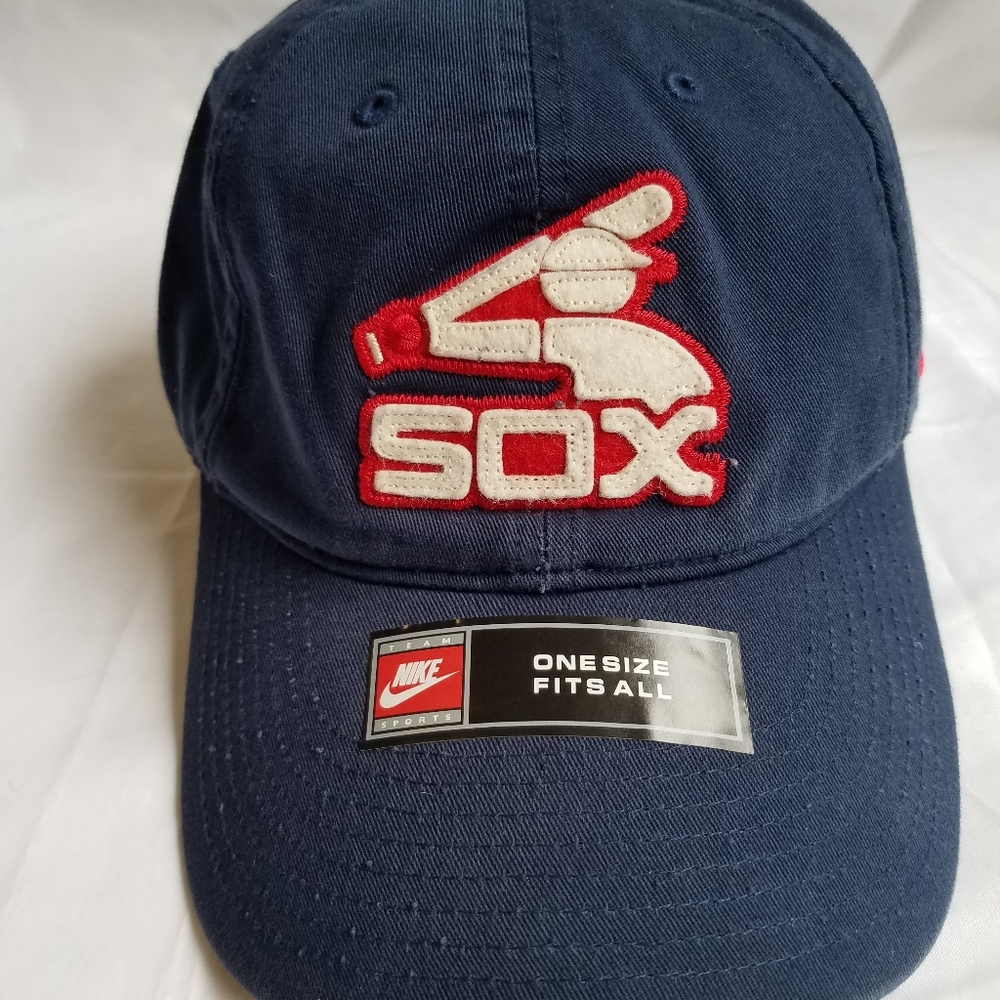 SOX
TEAM
NIKE
SPORTS
ONE SIZE
FITS ALL